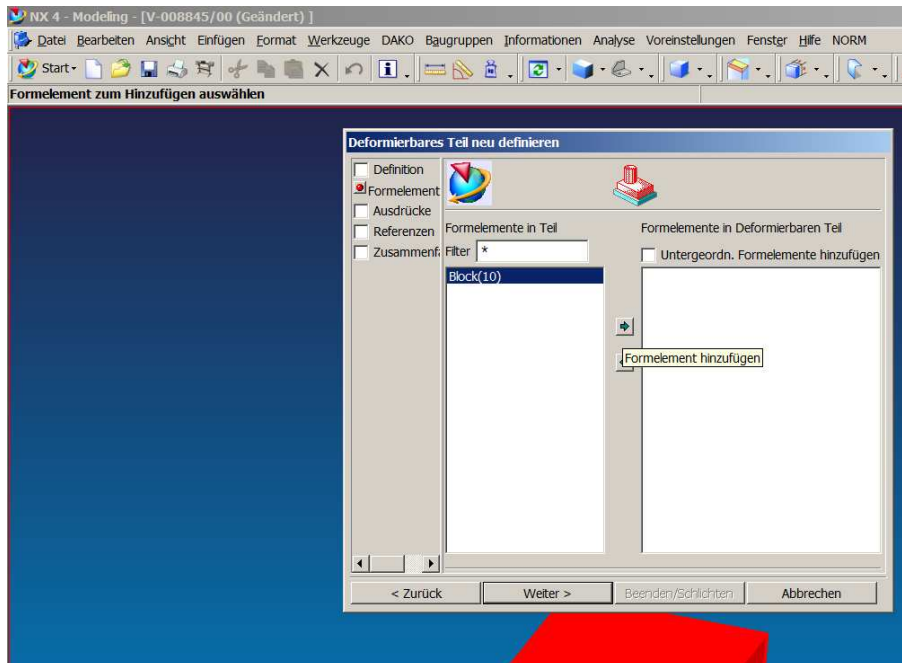 NX 4 - Modeling - [V-008845/00 (Geändert) ]
Datei Bearbeiten Ansicht Einfügen Format Werkzeuge DAKO Baugruppen Informationen Analyse Voreinstellungen Fenster Hilfe NORM
Start
Formelement zum Hinzufügen auswählen
Deformierbares Teil neu definieren
Definition
Formelement
Ausdrücke
Referenzen
Zusammenf
Formelemente in Teil
Filter *
Block(10)
Formelemente in Deformierbaren Teil
Untergeordn. Formelemente hinzufügen
Formelement hinzufügen
< Zurück Weiter > Beenden/Schlichten Abbrechen